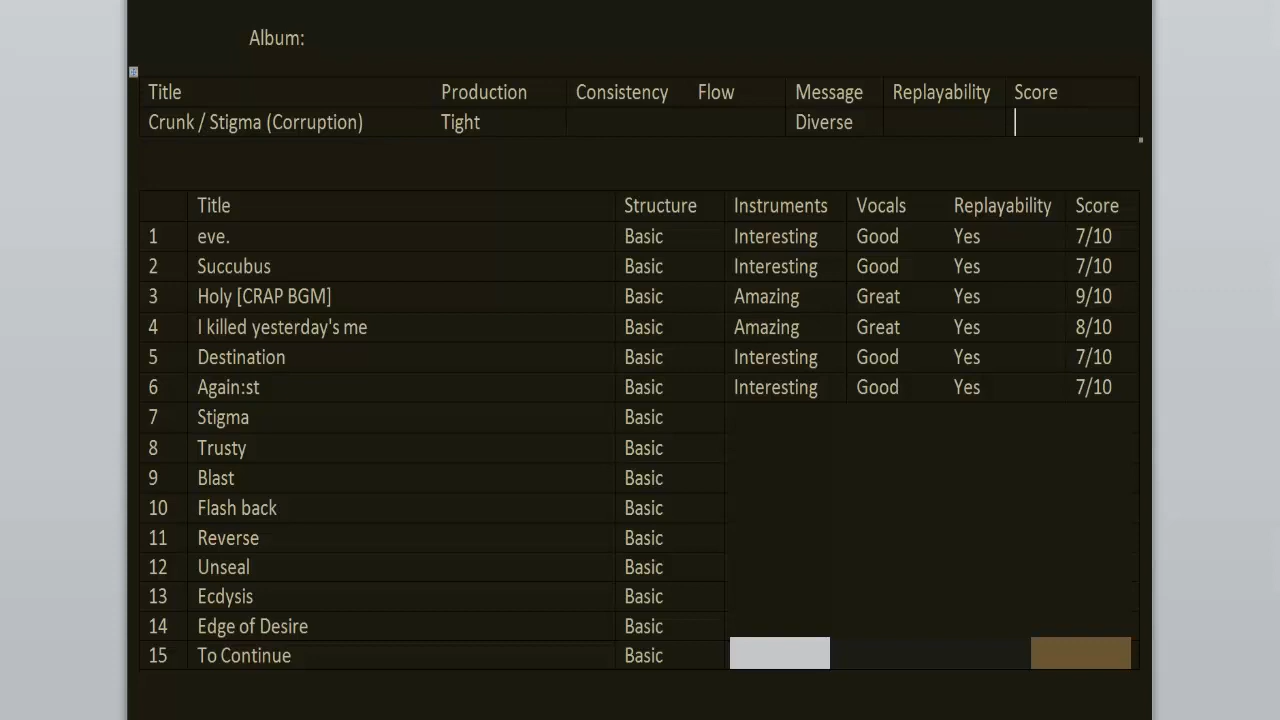 Album:
Title Production Consistency Flow Message Replayability Score
Crunk / Stigma (Corruption) Tight Diverse
Title Structure Instruments Vocals Replayability Score
1 eve. Basic Interesting Good Yes 7/10
2 Succubus Basic Interesting Good Yes 7/10
3 Holy [CRAP BGM] Basic Amazing Great Yes 9/10
4 I killed yesterday's me Basic Amazing Great Yes 8/10
5 Destination Basic Interesting Good Yes 7/10
6 Again:st Basic Interesting Good Yes 7/10
7 Stigma Basic
8 Trusty Basic
9 Blast Basic
10 Flash back Basic
11 Reverse Basic
12 Unseal Basic
13 Ecdysis Basic
14 Edge of Desire Basic
15 To Continue Basic